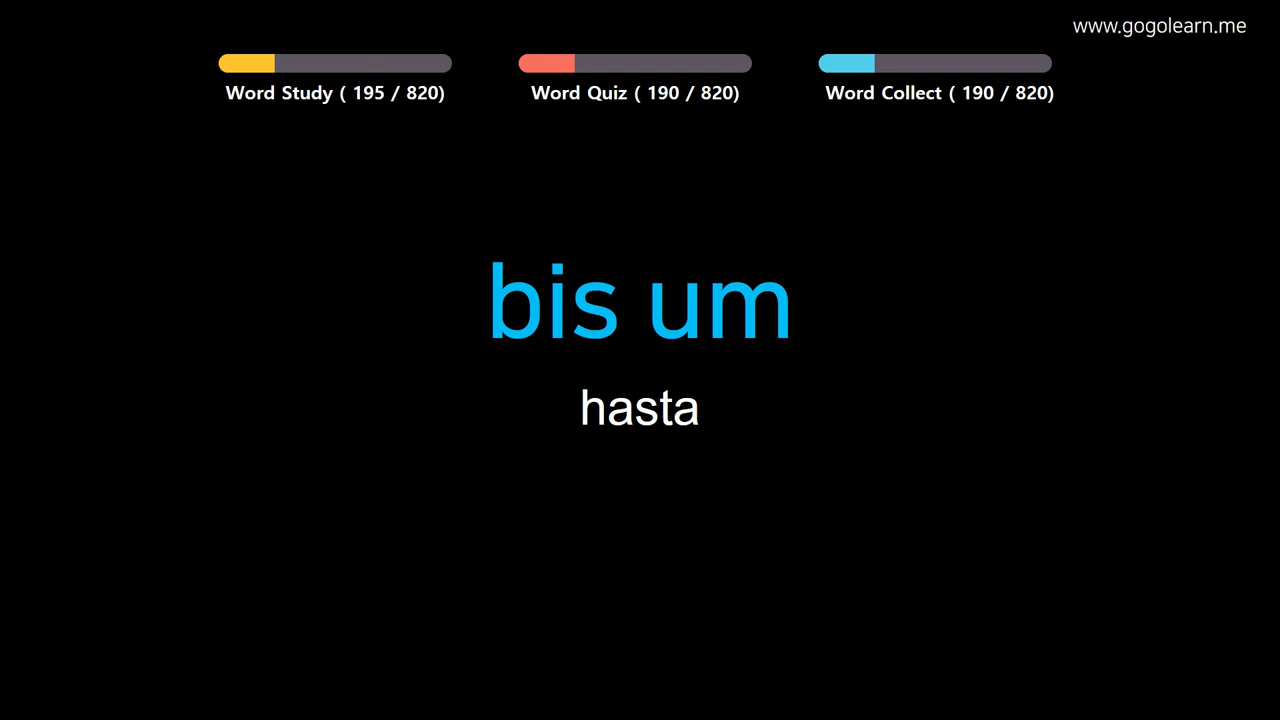 www.gogolearn.me
Word Study ( 195 / 820)
Word Quiz ( 190 / 820)
Word Collect ( 190 / 820)
bis um
hasta